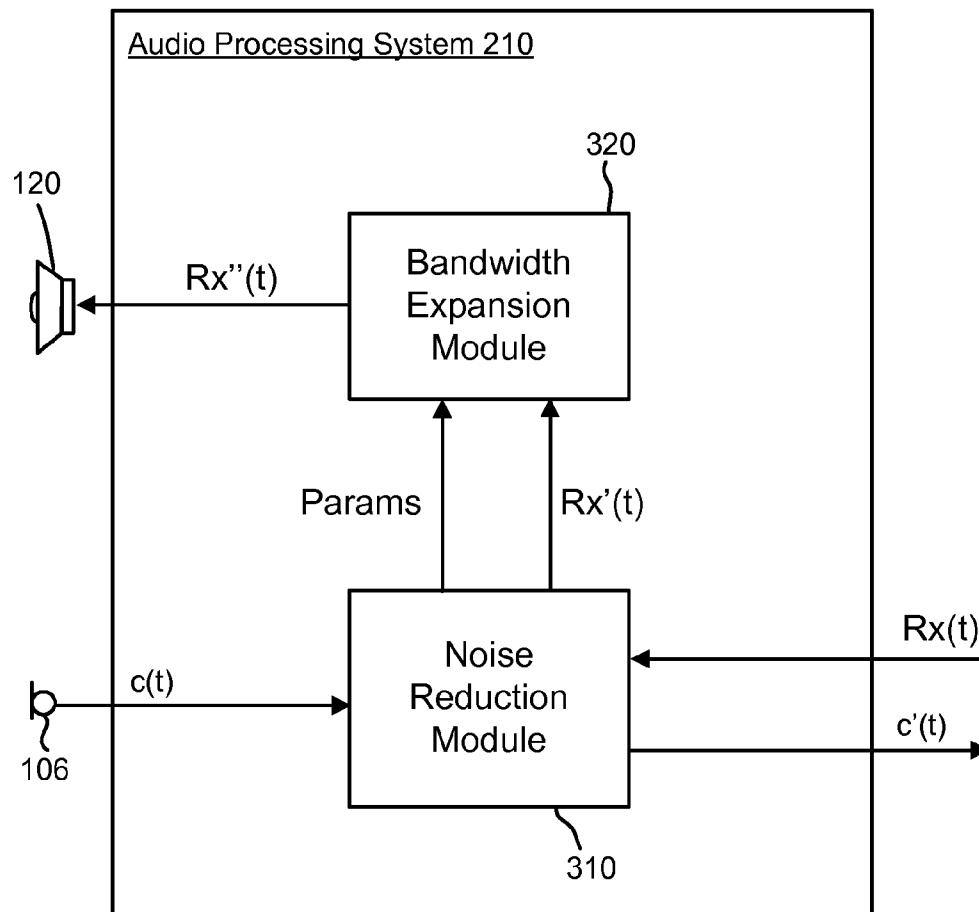 Audio Processing System 210
320
120
Rx’’(t)
Bandwidth
Expansion
Module
Params
Rx’(t)
Rx(t)
c(t)
Noise
Reduction
Module
c’(t)
106
310